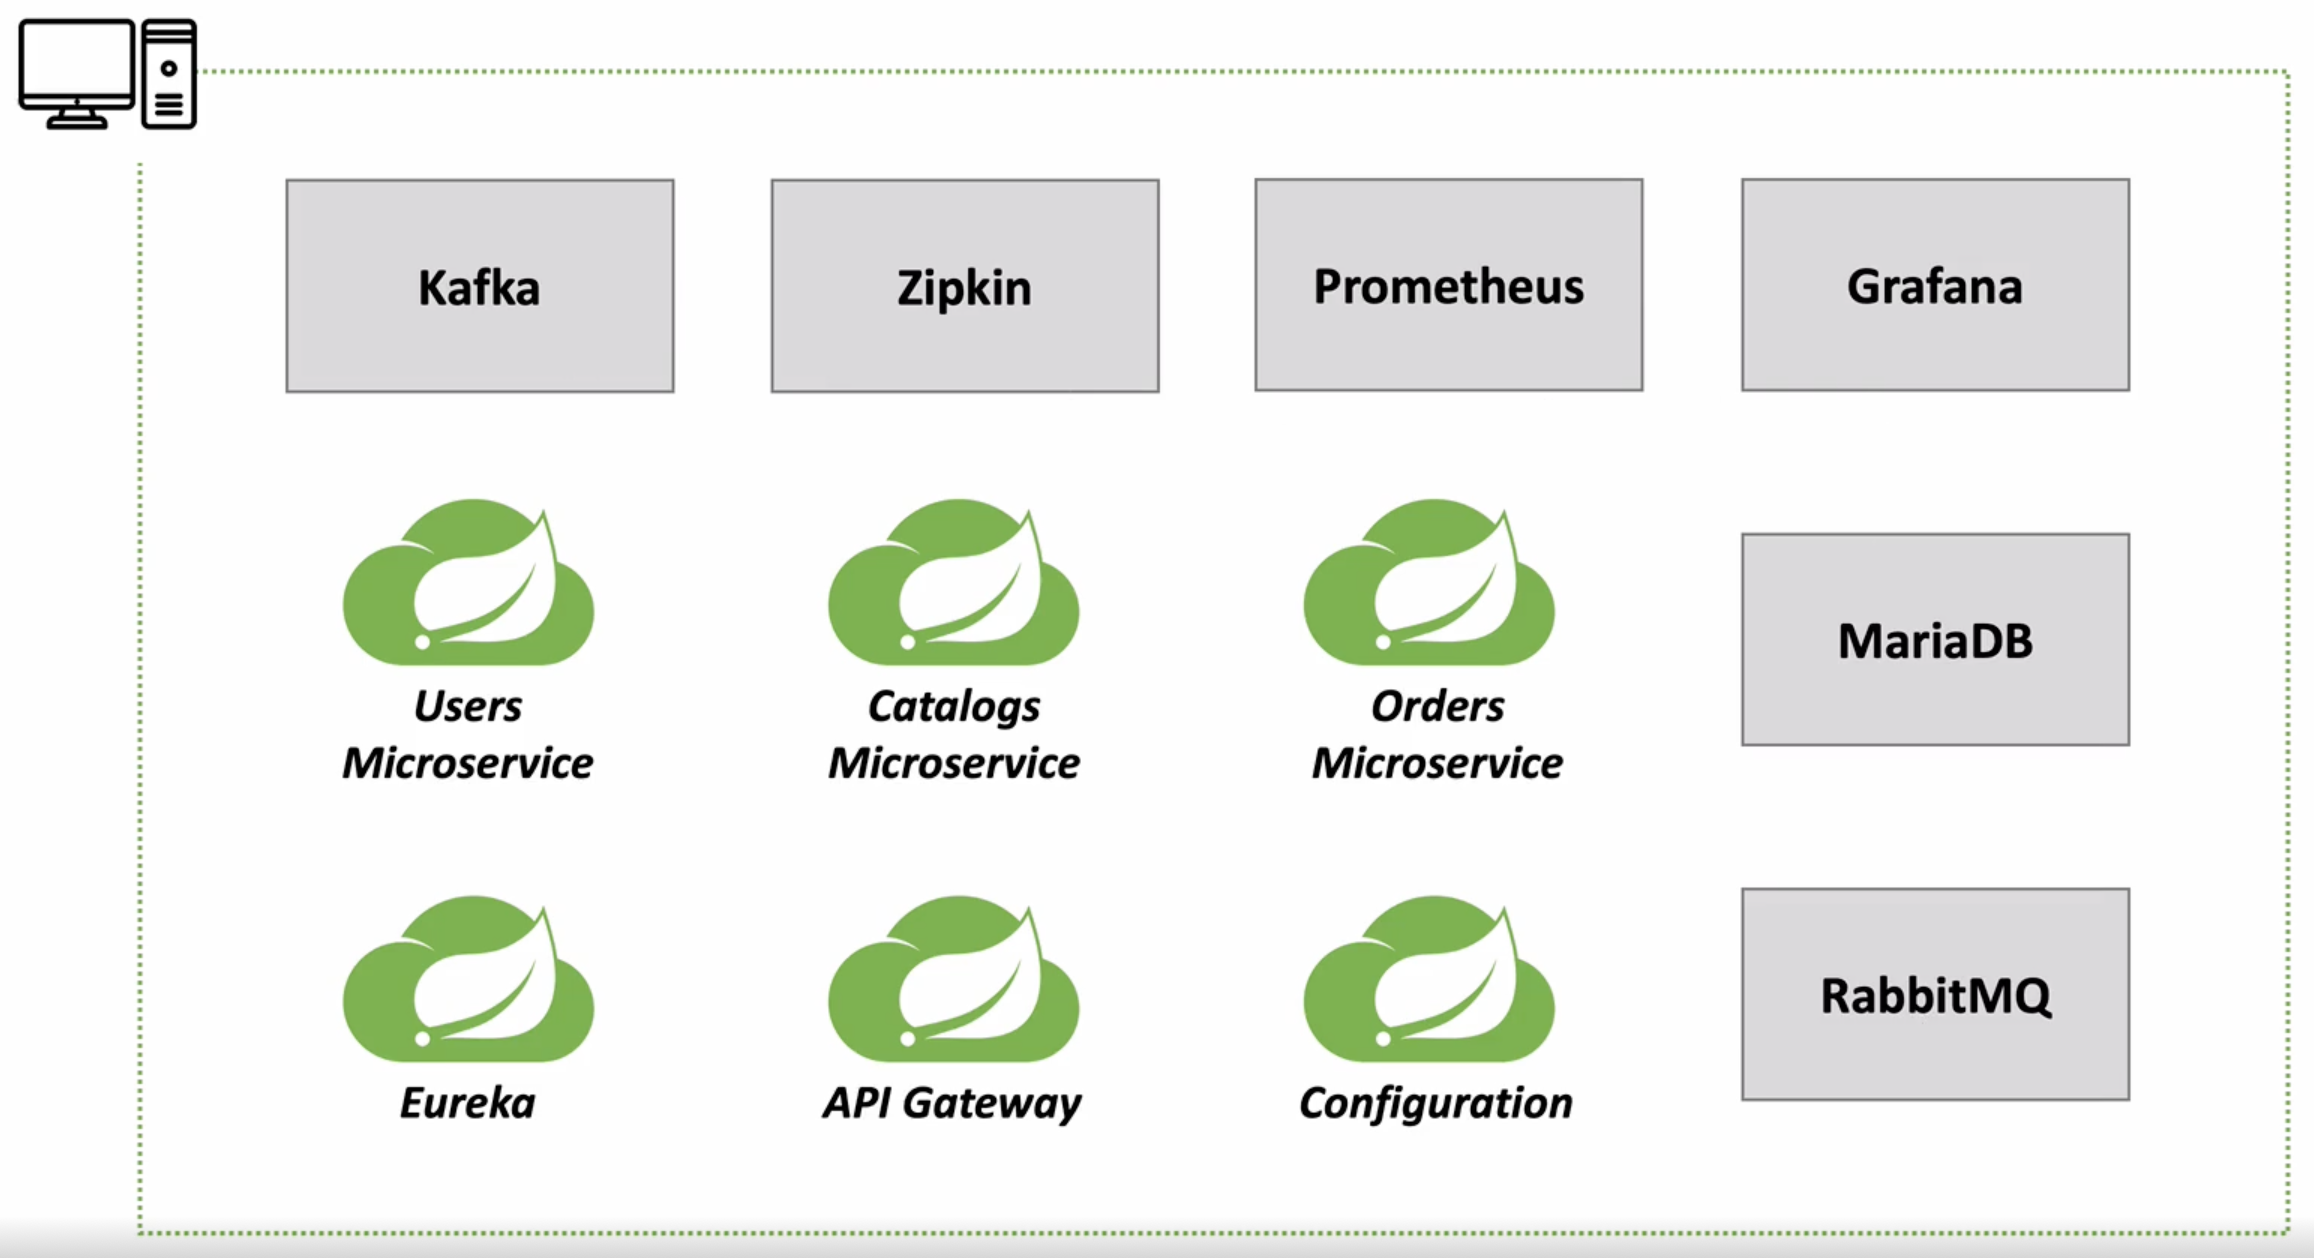 Kafka
Zipkin
Prometheus
Grafana
Users
Microservice
Catalogs
Microservice
Orders
Microservice
MariaDB
Eureka
API Gateway
Configuration
RabbitMQ